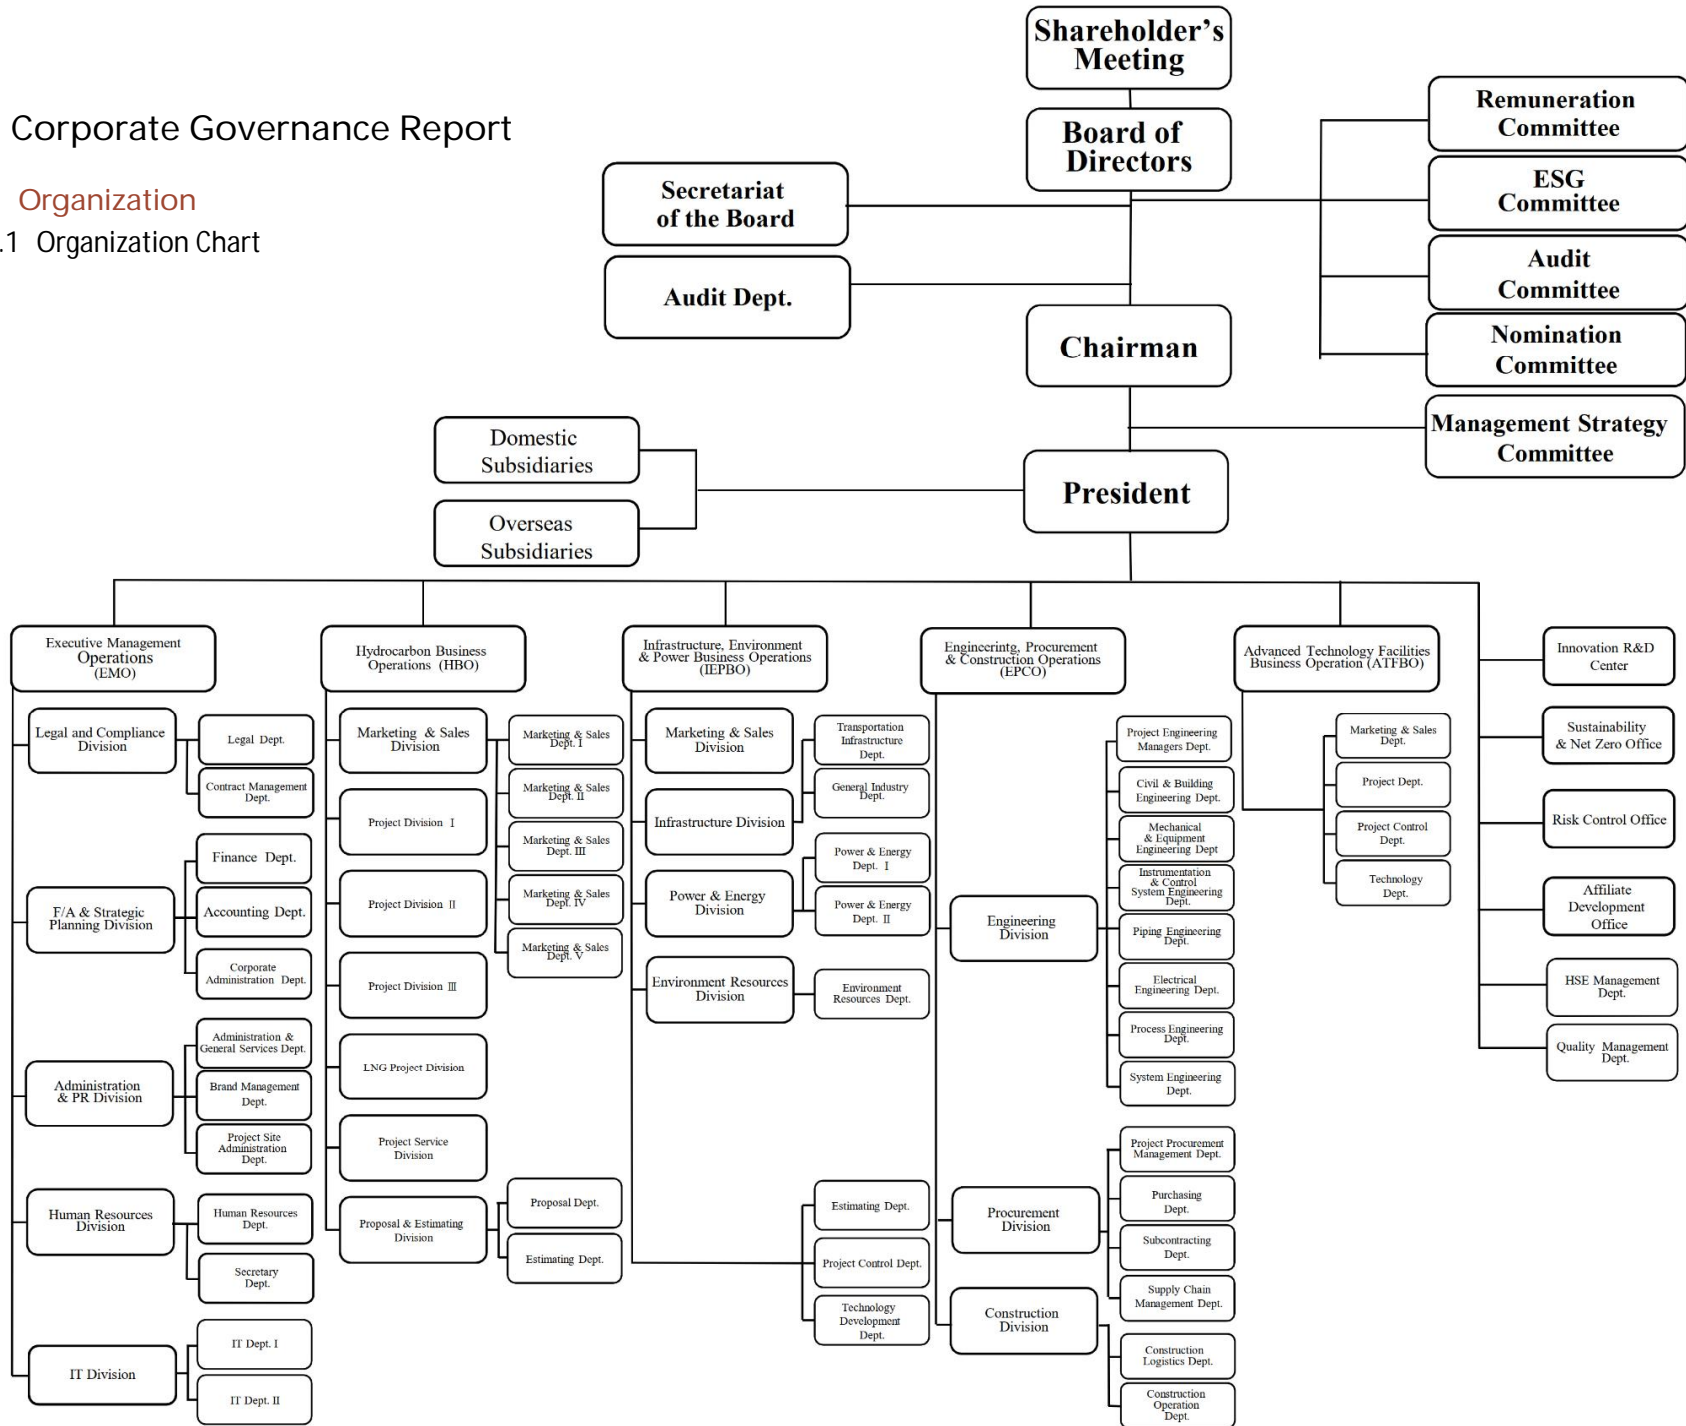 Corporate Governance Report
Organization
.1 Organization Chart
Shareholder’s
Meeting
Board of
Directors
Secretariat
of the Board
Audit Dept.
Remuneration
Committee
ESG
Committee
Audit
Committee
Nomination
Committee
Chairman
Management Strategy
Committee
President
Domestic
Subsidiaries
Overseas
Subsidiaries
Executive Management
Operations
(EMO)
Legal and Compliance
Division
Legal Dept.
Contract Management
Dept.
F/A & Strategic
Planning Division
Finance Dept.
Accounting Dept.
Corporate
Administration Dept.
Administration
& PR Division
Administration &
General Services Dept.
Brand Management
Dept.
Project Site
Administration
Dept.
Human Resources
Division
Human Resources
Dept.
Secretary
Dept.
IT Division
IT Dept. I
IT Dept. II
Hydrocarbon Business
Operations (HBO)
Marketing & Sales
Division
Marketing & Sales
Dept. I
Marketing & Sales
Dept. II
Marketing & Sales
Dept. III
Marketing & Sales
Dept. IV
Marketing & Sales
Dept. V
Project Division Ⅰ
Project Division Ⅱ
Project Division Ⅲ
LNG Project Division
Project Service
Division
Proposal & Estimating
Division
Proposal Dept.
Estimating Dept.
Infrastructure, Environment
& Power Business Operations
(IEPBO)
Marketing & Sales
Division
Infrastructure Division
Transportation
Infrastructure
Dept.
General Industry
Dept.
Power & Energy
Division
Power & Energy
Dept. Ⅰ
Power & Energy
Dept. Ⅱ
Environment Resources
Division
Environment
Resources Dept.
Estimating Dept.
Project Control Dept.
Technology
Development
Dept.
Engineerintg, Procurement
& Construction Operations
(EPCO)
Engineering
Division
Project Engineering
Managers Dept.
Civil & Building
Engineering Dept.
Mechanical
& Equipment
Engineering Dept
Instrumentation
& Control
System Engineering
Dept.
Piping Engineering
Dept.
Electrical
Engineering Dept.
Process Engineering
Dept.
System Engineering
Dept.
Procurement
Division
Project Procurement
Management Dept.
Purchasing
Dept.
Subcontracting
Dept.
Supply Chain
Management Dept.
Construction
Division
Construction
Logistics Dept.
Construction
Operation
Dept.
Advanced Technology Facilities
Business Operation (ATFBO)
Marketing & Sales
Dept.
Project Dept.
Project Control
Dept.
Technology
Dept.
Innovation R&D
Center
Sustainability
& Net Zero Office
Risk Control Office
Affiliate
Development
Office
HSE Management
Dept.
Quality Management
Dept.